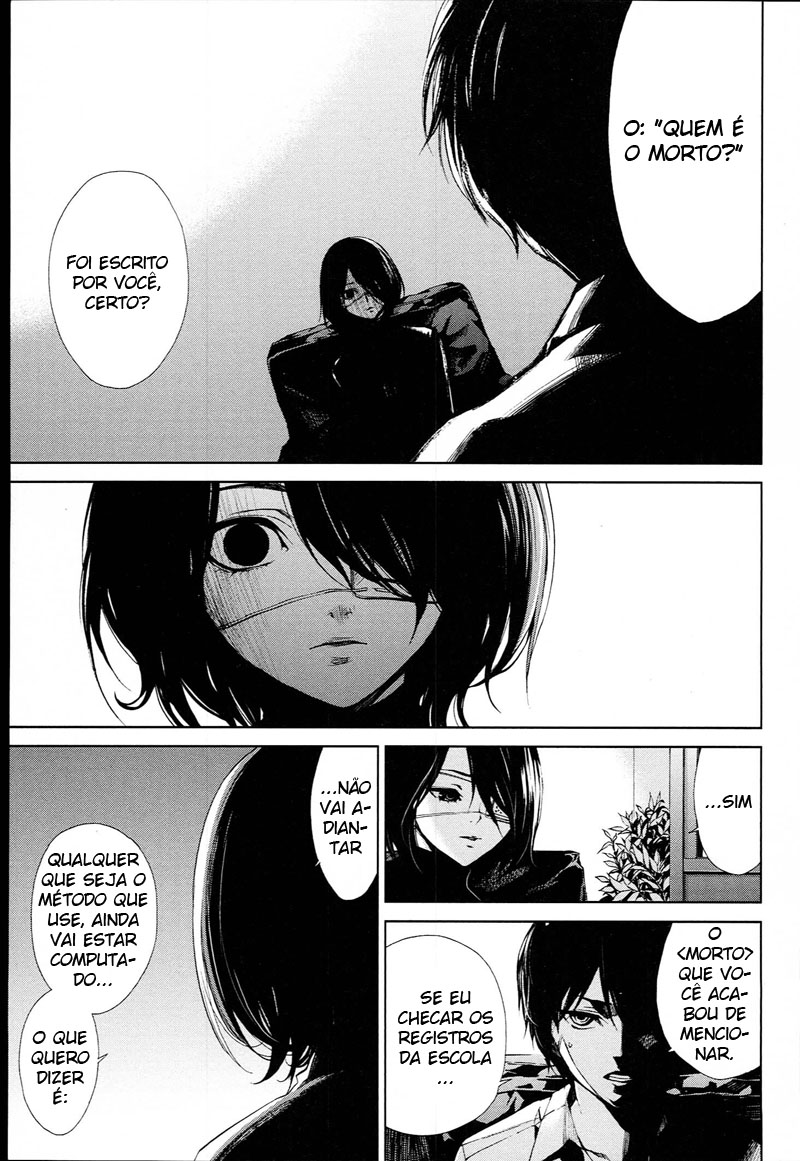 O: "QUEM É
O MORTO?"
FOI ESCRITO
POR VOCÊ,
CERTO?
...SIM
O
<MORTO>
QUE VO-
CÊ ACA-
BOU DE
MENCIO-
NAR.
SE EU
CHECAR OS
REGISTROS
DA ESCOLA
...
...NÃO
VAI A-
DIAN-
TAR
QUALQUER
QUE SEJA O
MÉTODO QUE
USE, AINDA
VAI ESTAR
COMPUTA-
DO...
O QUE
QUERO
DIZER
É: